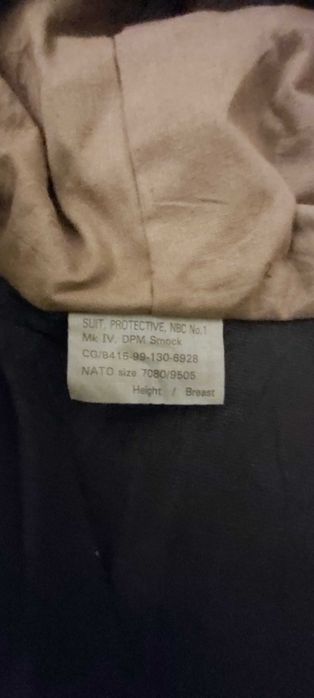 SUIT, PROTECTIVE, NBC No.1
Mk IV, DPM Smock
CG/8415-99-130-6928
NATO size 7080/9505
Height / Breast